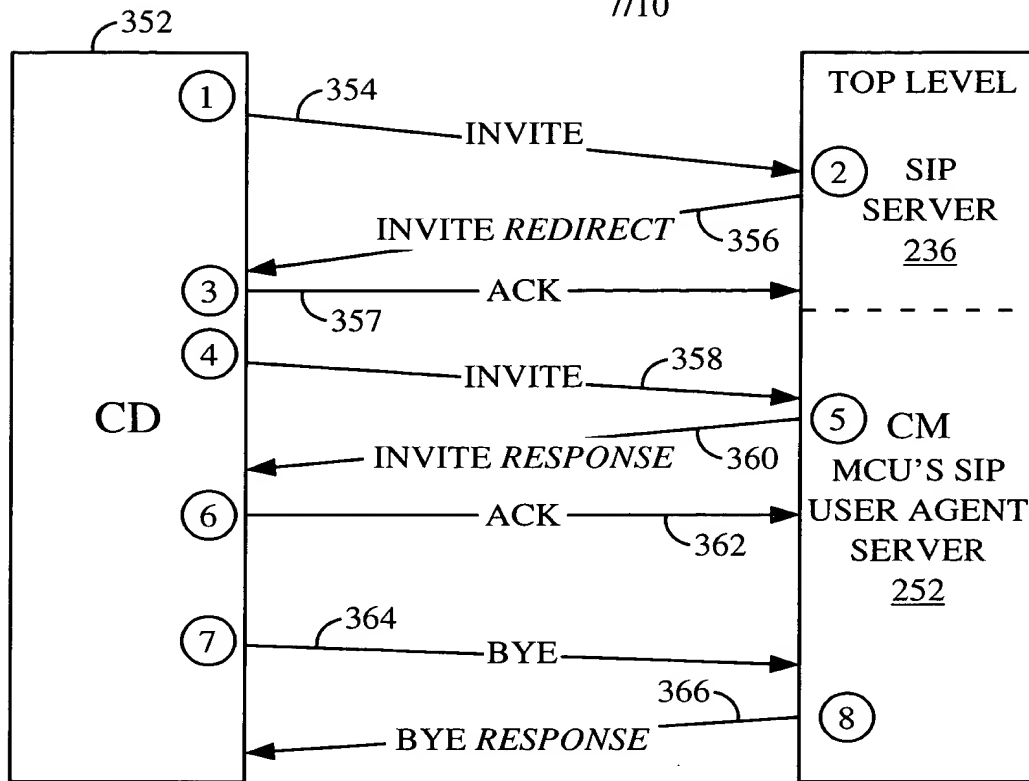 7/10
352
TOP LEVEL
1
354
INVITE
2
SIP
SERVER
236
INVITE REDIRECT
356
3
ACK
357
4
358
INVITE
5
CD
CM
INVITE RESPONSE
360
MCU'S SIP
6
ACK
USER AGENT
362
SERVER
252
7
364
BYE
366
8
BYE RESPONSE